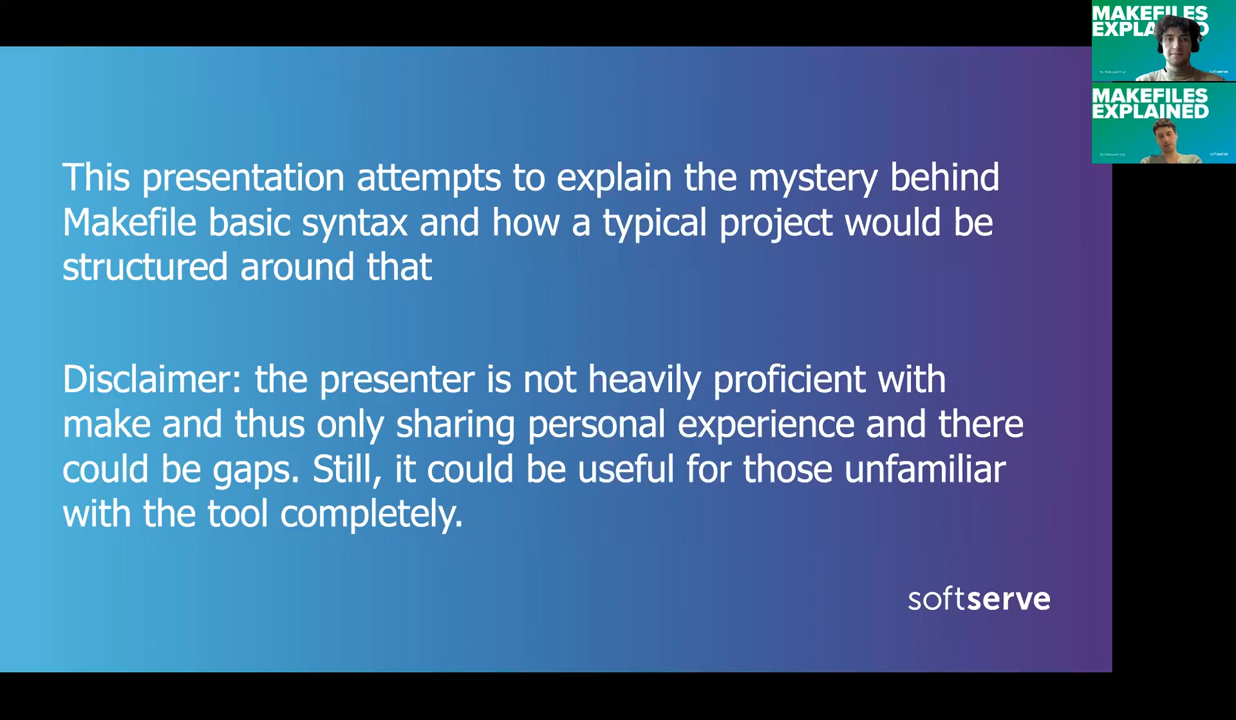 This presentation attempts to explain the mystery behind
Makefile basic syntax and how a typical project would be
structured around that
Disclaimer: the presenter is not heavily proficient with
make and thus only sharing personal experience and there
could be gaps. Still, it could be useful for those unfamiliar
with the tool completely.
softserve
MAKEFILES
softserve
MAKEFILES
EXPLAINED
softserve